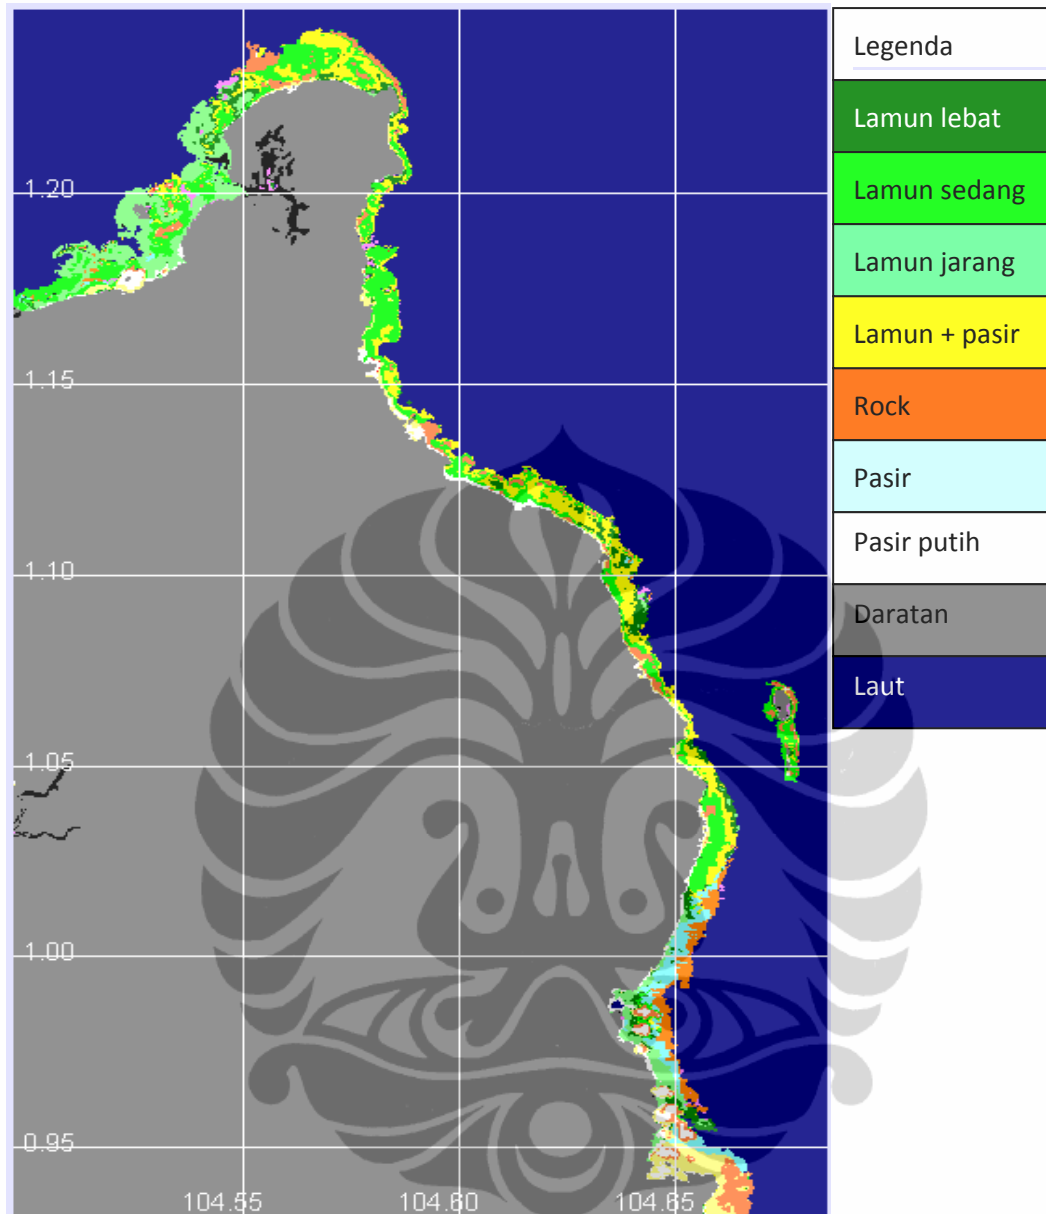 Legenda
Lamun lebat
Lamun sedang
Lamun jarang
Lamun + pasir
Rock
Pasir
Pasir putih
Daratan
Laut
1.20
1.15
1.10
1.05
1.00
0.95
104.55 104.60 104.65